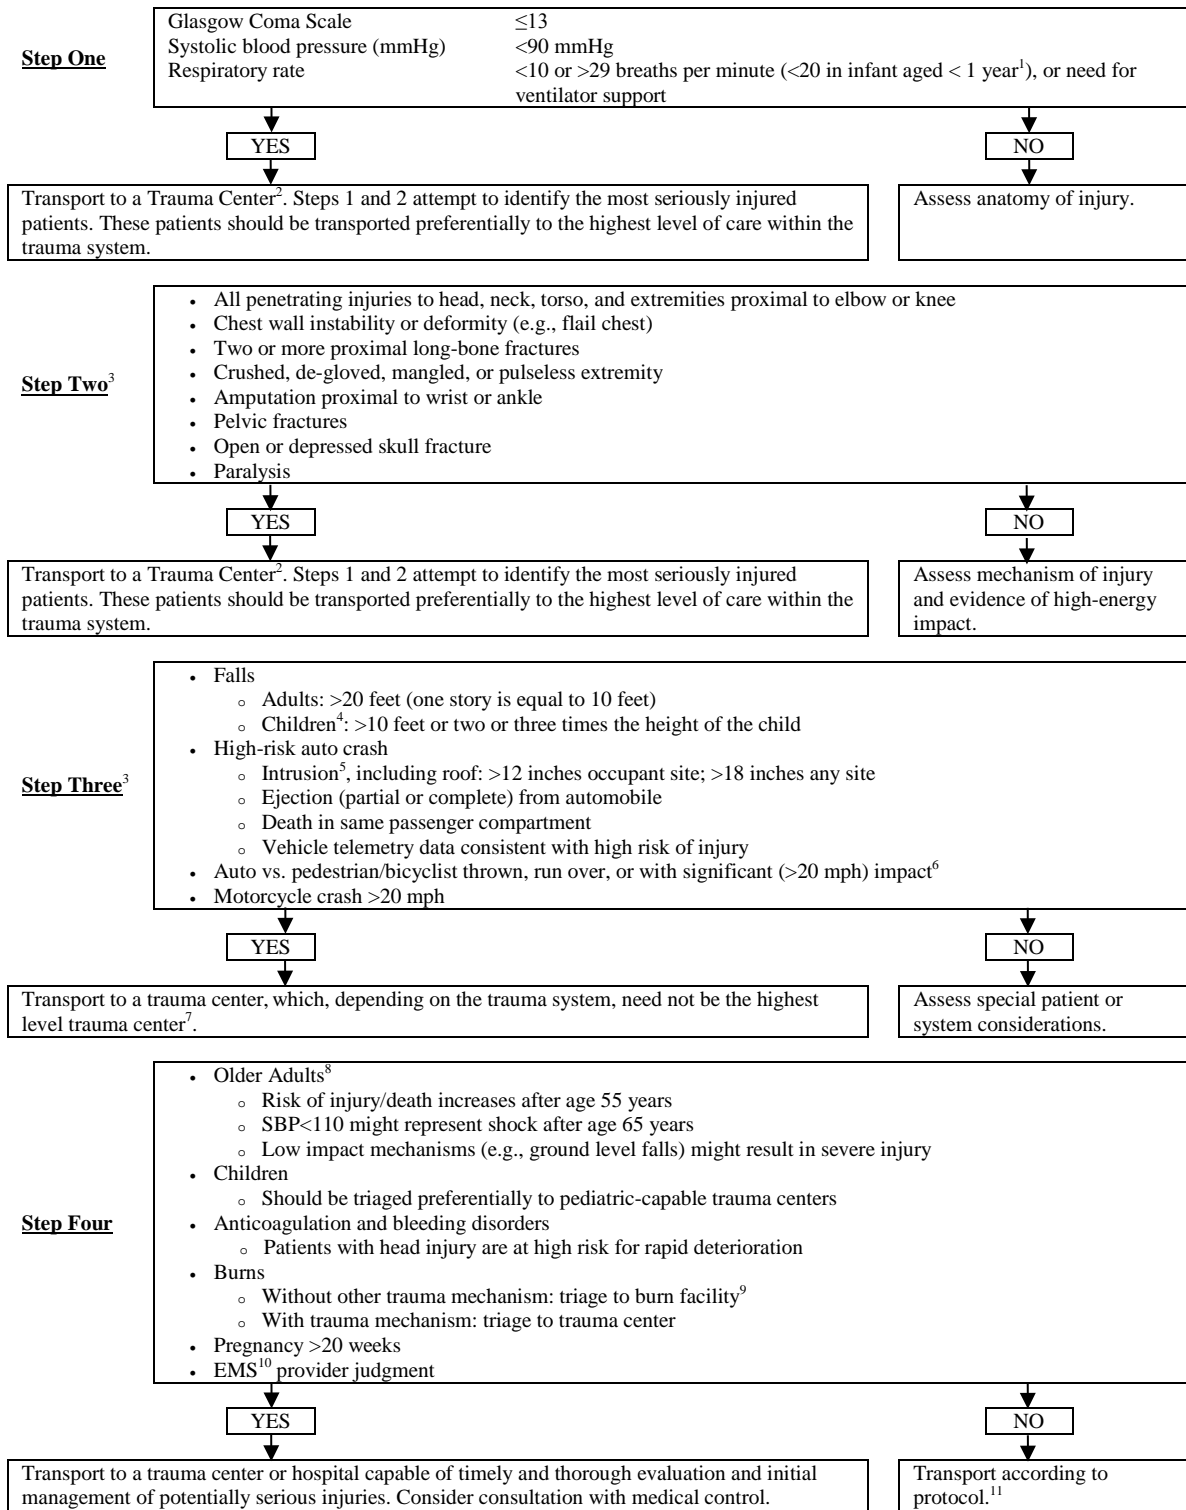 Step One
Glasgow Coma Scale ≤13
Systolic blood pressure (mmHg) <90 mmHg
Respiratory rate <10 or >29 breaths per minute (<20 in infant aged < 1 year1), or need for
ventilator support
YES
NO
Transport to a Trauma Center2. Steps 1 and 2 attempt to identify the most seriously injured
patients. These patients should be transported preferentially to the highest level of care within the
trauma system.
Assess anatomy of injury.
Step Two3
• All penetrating injuries to head, neck, torso, and extremities proximal to elbow or knee
• Chest wall instability or deformity (e.g., flail chest)
• Two or more proximal long-bone fractures
• Crushed, de-gloved, mangled, or pulseless extremity
• Amputation proximal to wrist or ankle
• Pelvic fractures
• Open or depressed skull fracture
• Paralysis
YES
NO
Transport to a Trauma Center2. Steps 1 and 2 attempt to identify the most seriously injured
patients. These patients should be transported preferentially to the highest level of care within the
trauma system.
Assess mechanism of injury
and evidence of high-energy
impact.
Step Three3
• Falls
o Adults: >20 feet (one story is equal to 10 feet)
o Children4: >10 feet or two or three times the height of the child
• High-risk auto crash
o Intrusion5, including roof: >12 inches occupant site; >18 inches any site
o Ejection (partial or complete) from automobile
o Death in same passenger compartment
o Vehicle telemetry data consistent with high risk of injury
• Auto vs. pedestrian/bicyclist thrown, run over, or with significant (>20 mph) impact6
• Motorcycle crash >20 mph
YES
NO
Transport to a trauma center, which, depending on the trauma system, need not be the highest
level trauma center7.
Assess special patient or
system considerations.
Step Four
• Older Adults8
o Risk of injury/death increases after age 55 years
o SBP<110 might represent shock after age 65 years
o Low impact mechanisms (e.g., ground level falls) might result in severe injury
• Children
o Should be triaged preferentially to pediatric-capable trauma centers
• Anticoagulation and bleeding disorders
o Patients with head injury are at high risk for rapid deterioration
• Burns
o Without other trauma mechanism: triage to burn facility9
o With trauma mechanism: triage to trauma center
• Pregnancy >20 weeks
• EMS10 provider judgment
YES
NO
Transport to a trauma center or hospital capable of timely and thorough evaluation and initial
management of potentially serious injuries. Consider consultation with medical control.
Transport according to
protocol.11